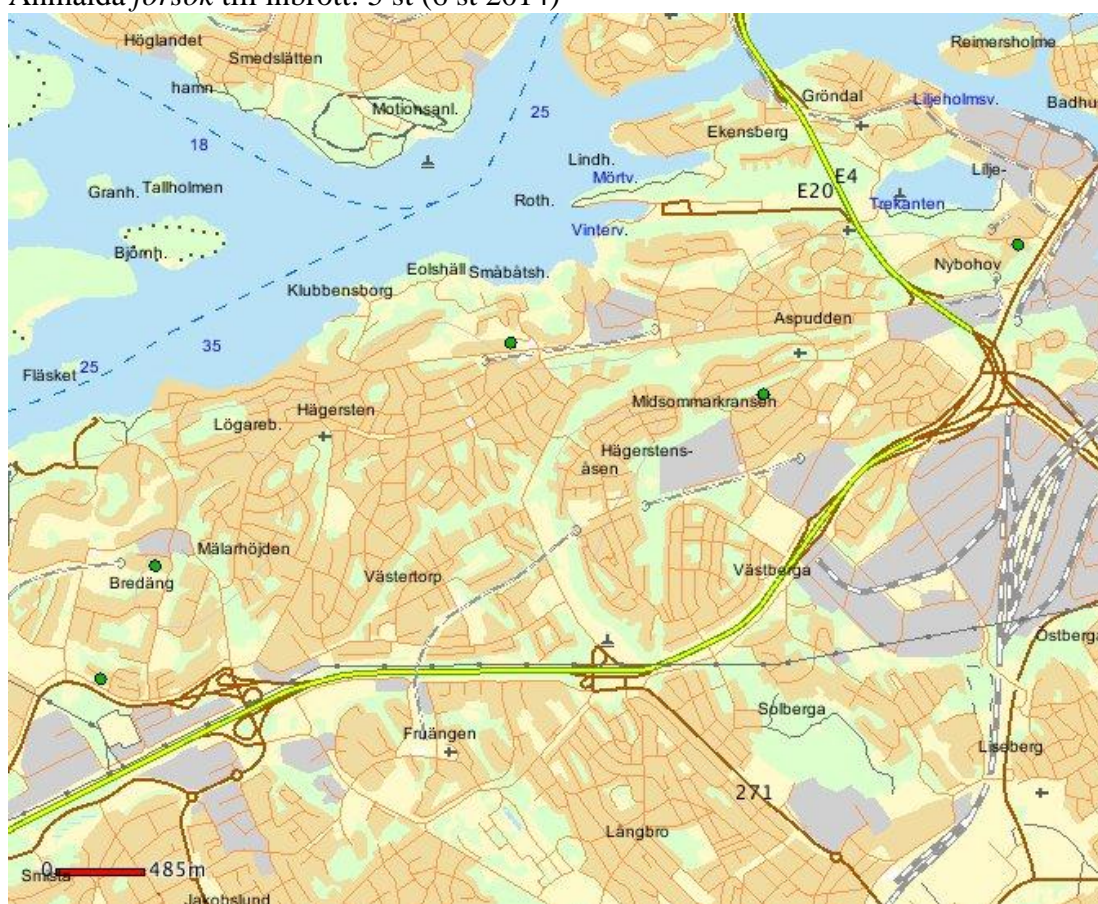 Anmälda försök till inbrott: 5 st (6 st 2014)
Höglandet
Smedslätten
Reimersholme
hamn
Motionsanl.
25
Gröndal
Liljeholmsv.
Badhu
Ekensberg
18
Lindh.
Mörtv.
Lilje-
Granh.
Tallholmen
Roth.
E4
E20
Trekanten
Vinterv.
Björnh.
Nybohov
Eolshäll
Småbåtsh.
Klubbensborg
Aspudden
35
25
Fläsket
Midsommarkransen
Hägersten
Lögareb.
Hägerstens-
åsen
Mälarhöjden
Bredäng
Västertorp
Västberga
Östberga
Solberga
Fruängen
Liseberg
271
Långbro
0
485m
Smista
Jakobslund